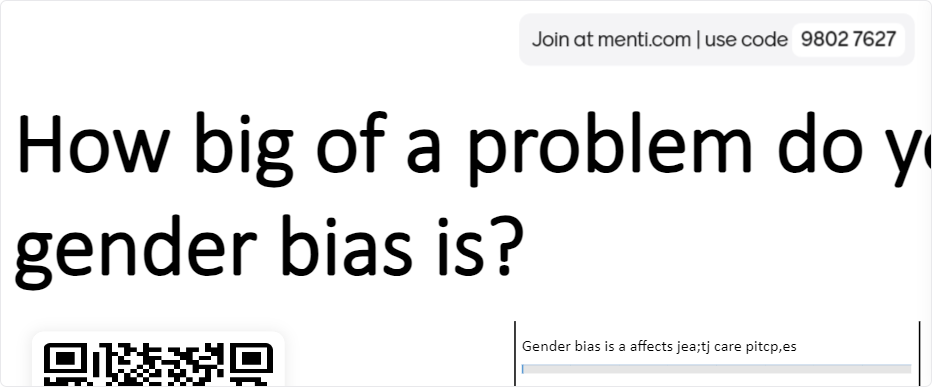 Join at menti.com | use code 9802 7627
How big of a problem do
gender bias is?
Gender bias is a affects jea;tj care pitcp,es